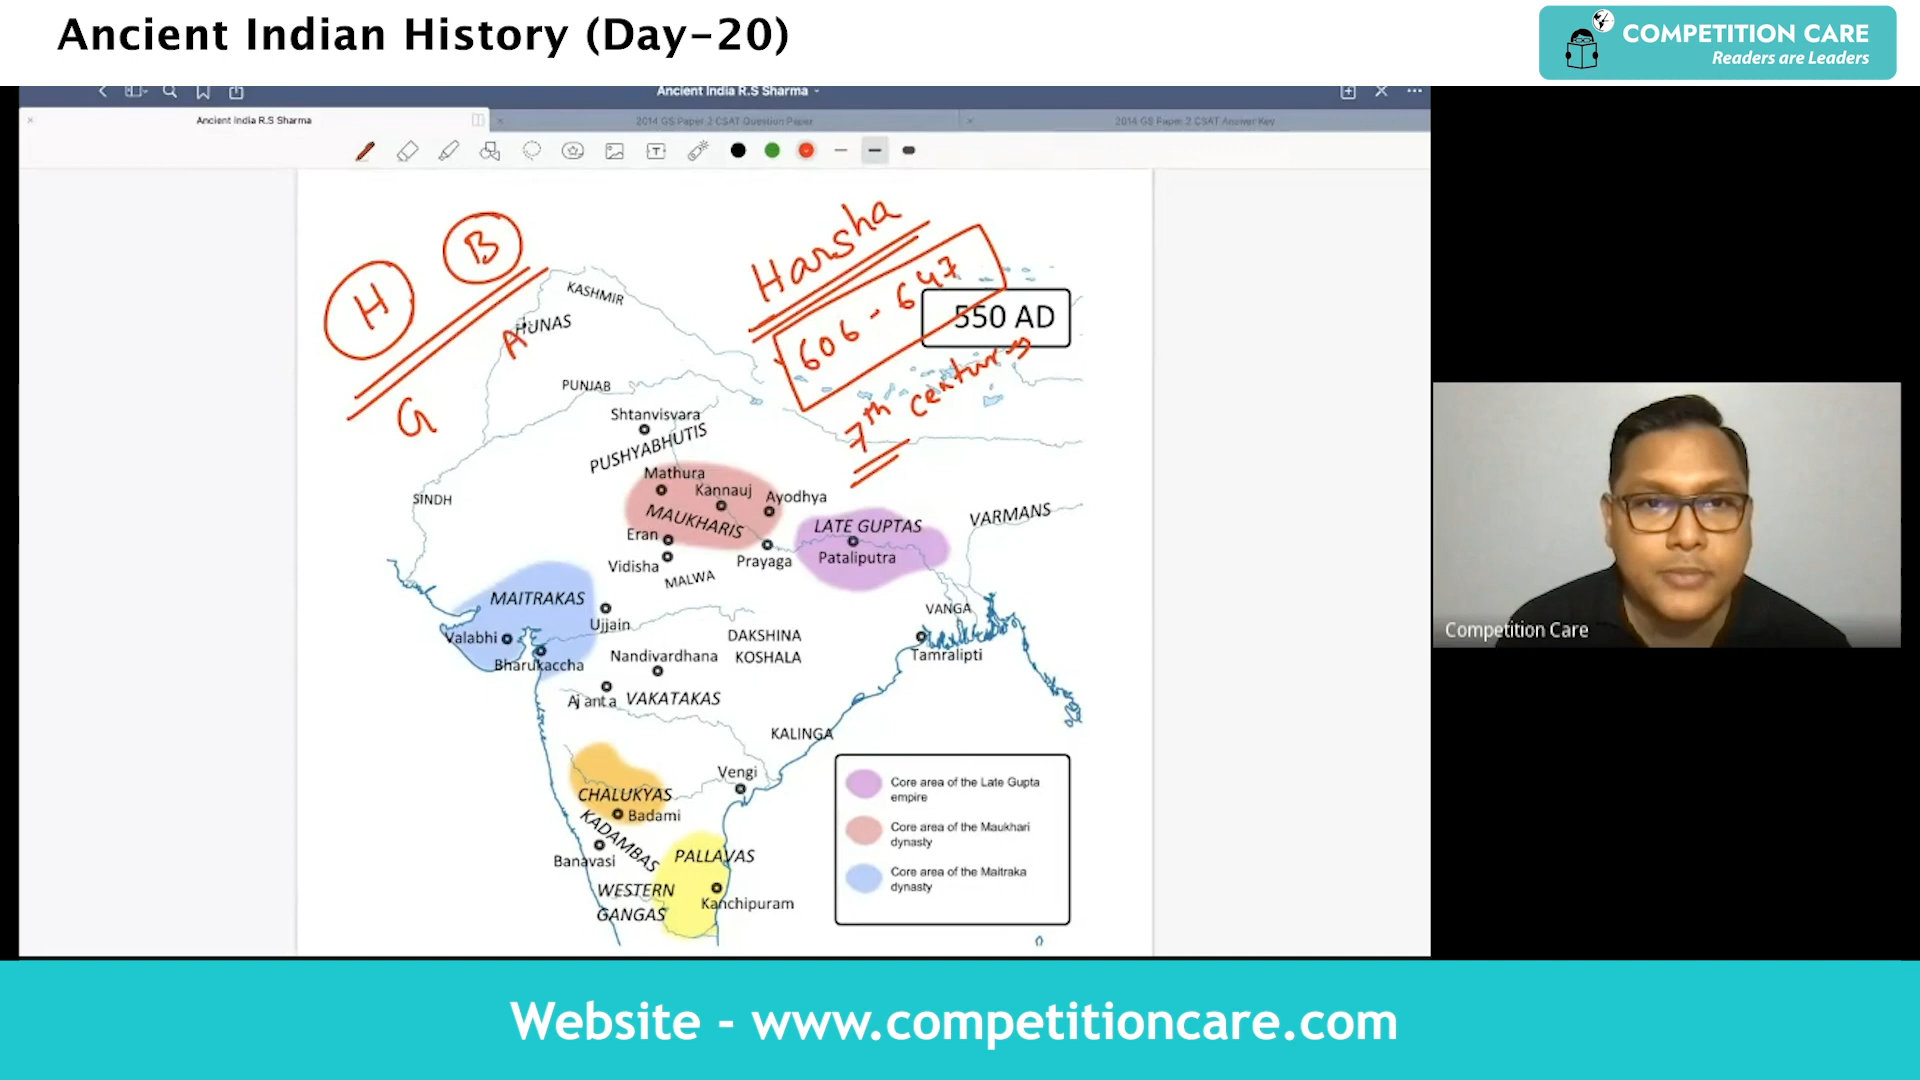 Ancient Indian History (Day-20)
COMPETITION CARE
Readers are Leaders
Ancient India R.S Sharma
Ancient India R.S Sharma
2014 GS Paper 2 CSAT Question Paper
2014 GS Paper 2 CSAT Answer Key
H
B
G
A
Harsha
606 - 647
7th century
550 AD
KASHMIR
HUNAS
PUNJAB
Shtanvisvara
PUSHYABHUTIS
Mathura
Kannauj
Ayodhya
SINDH
MAUKHARIS
LATE GUPTAS
VARMANS
Eran
Prayaga
Pataliputra
Vidisha
MALWA
MAITRAKAS
VANGA
Ujjain
Valabhi
DAKSHINA
KOSHALA
Bharukaccha
Nandivardhana
Tamralipti
Ajanta
VAKATAKAS
KALINGA
Vengi
CHALUKYAS
Badami
KADAMBAS
Banavasi
PALLAVAS
WESTERN
GANGAS
Kanchipuram
Core area of the Late Gupta
empire
Core area of the Maukhari
dynasty
Core area of the Maitraka
dynasty
Competition Care
Website - www.competitioncare.com